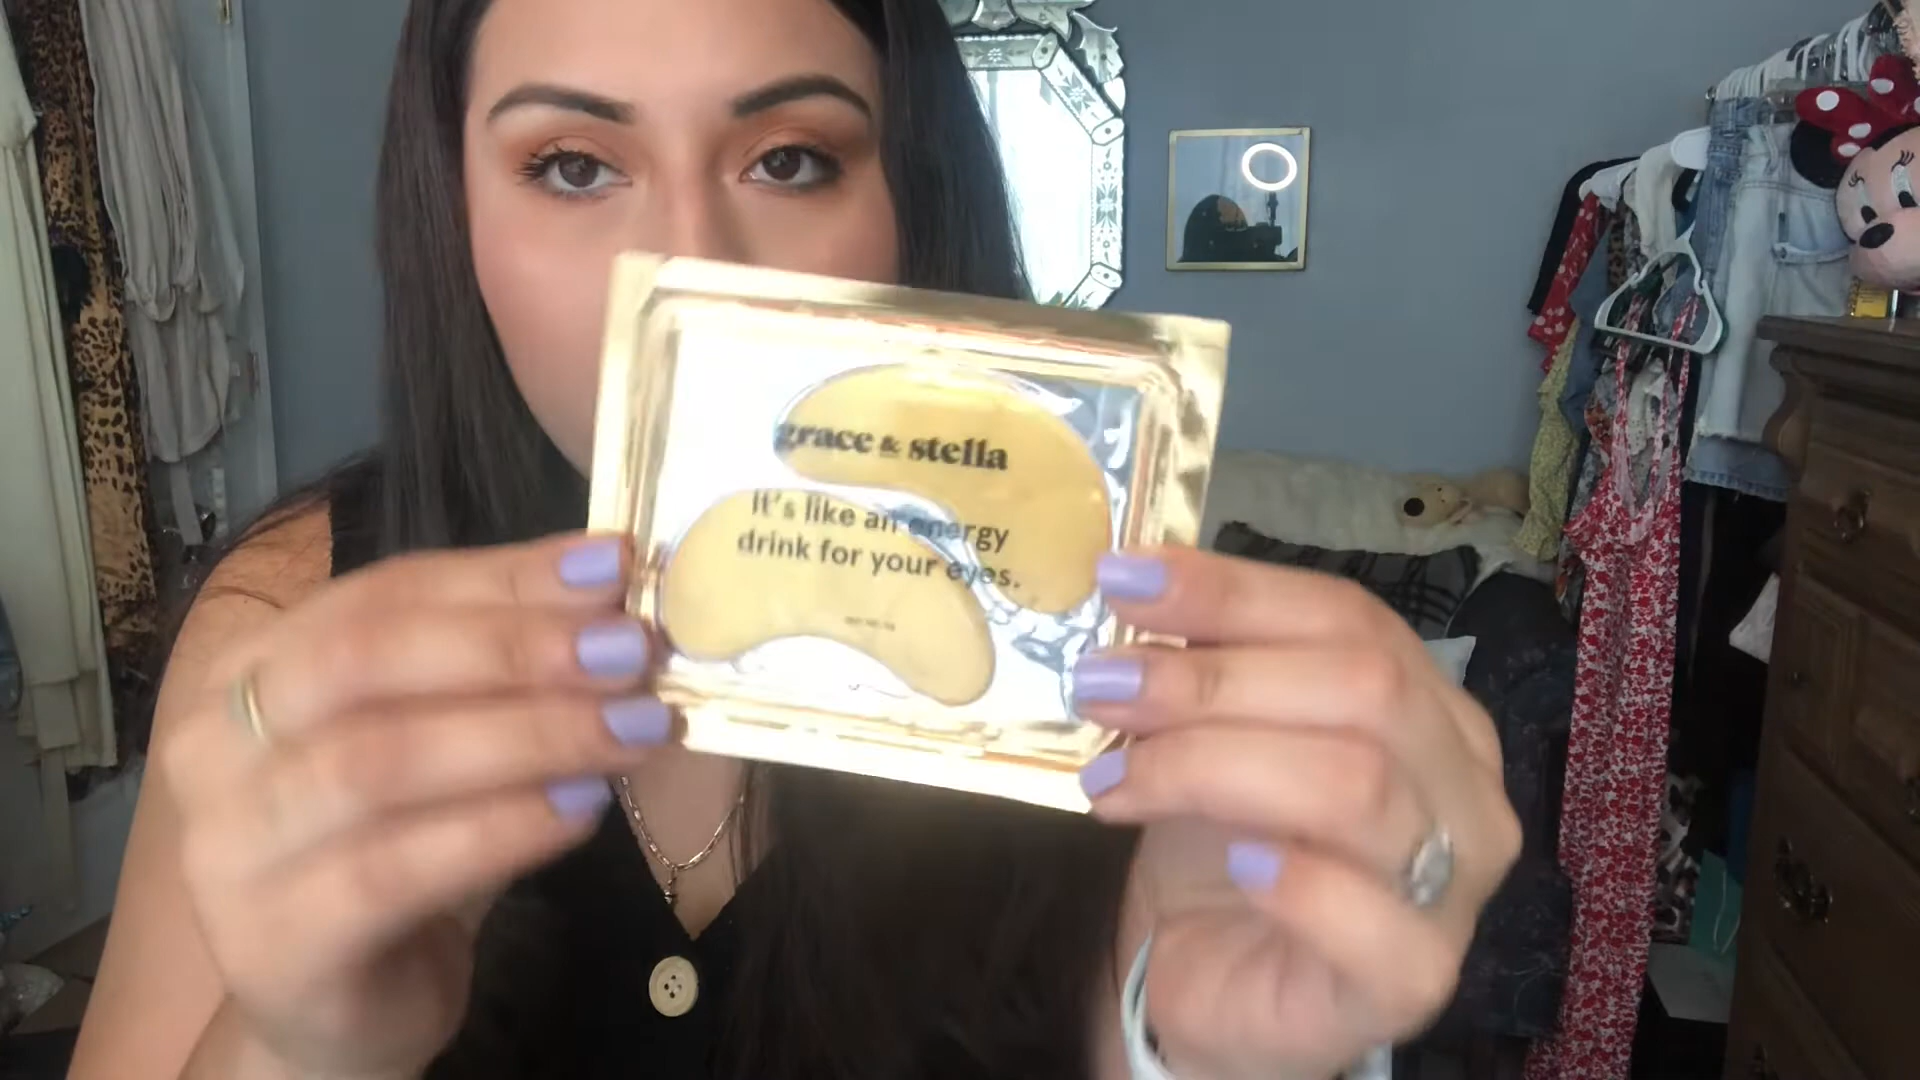 grace & stella
It's like an energy
drink for your eyes.